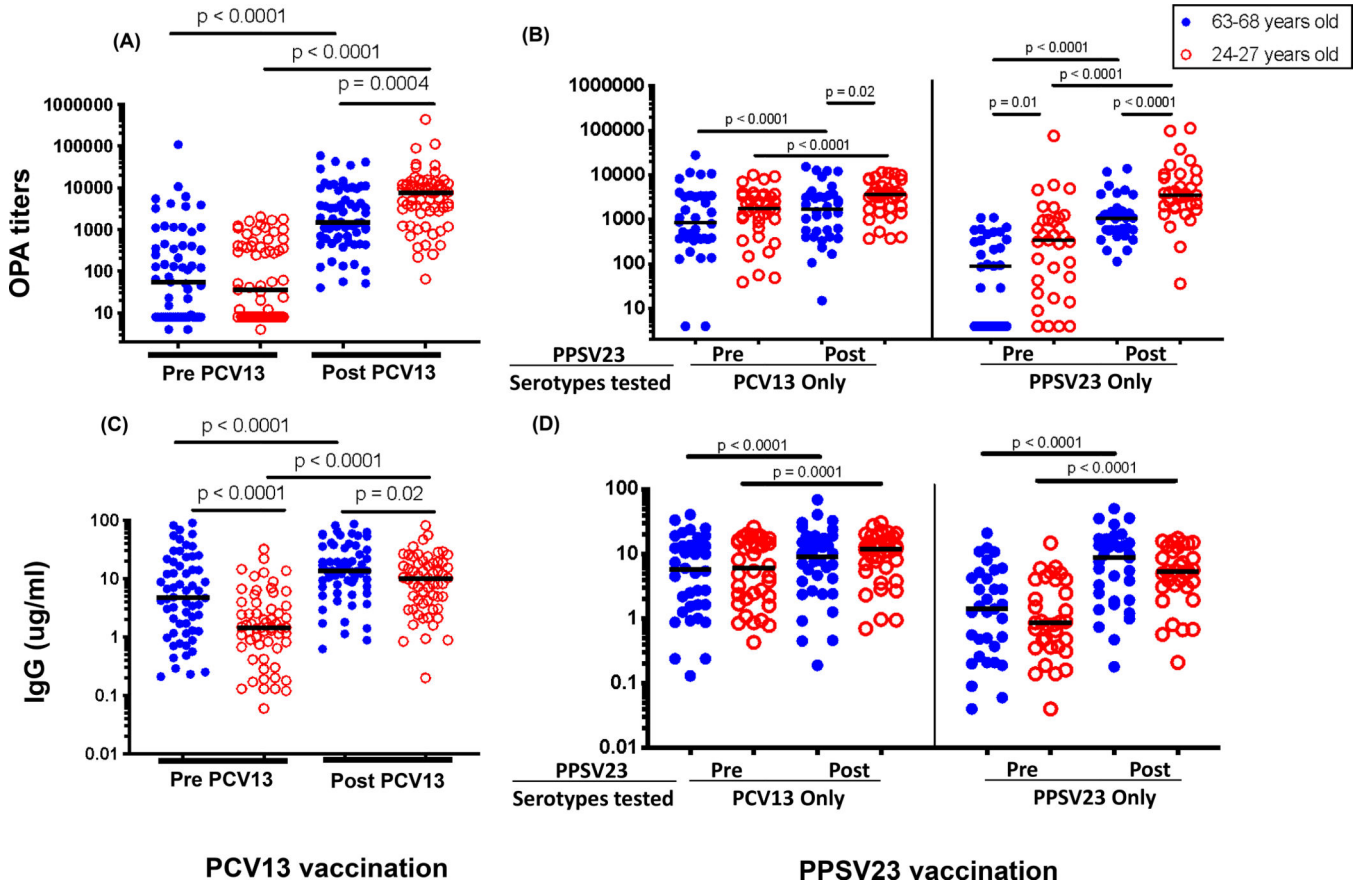 63-68 years old
24-27 years old
(A)
p < 0.0001
p < 0.0001
p = 0.0004
1000000
100000
10000
1000
100
10
OPA titers
Pre PCV13
Post PCV13
(B)
p < 0.0001
p = 0.02
p < 0.0001
p < 0.0001
p < 0.0001
p = 0.01
p < 0.0001
1000000
100000
10000
1000
100
10
PPSV23 Pre Post Pre Post
Serotypes tested PCV13 Only PPSV23 Only
(C)
p < 0.0001
p < 0.0001
p < 0.0001
p = 0.02
100
10
1
0.1
0.01
IgG (ug/ml)
Pre PCV13
Post PCV13
(D)
p < 0.0001
p = 0.0001
p < 0.0001
p < 0.0001
100
10
1
0.1
0.01
PPSV23 Pre Post Pre Post
Serotypes tested PCV13 Only PPSV23 Only
PCV13 vaccination
PPSV23 vaccination